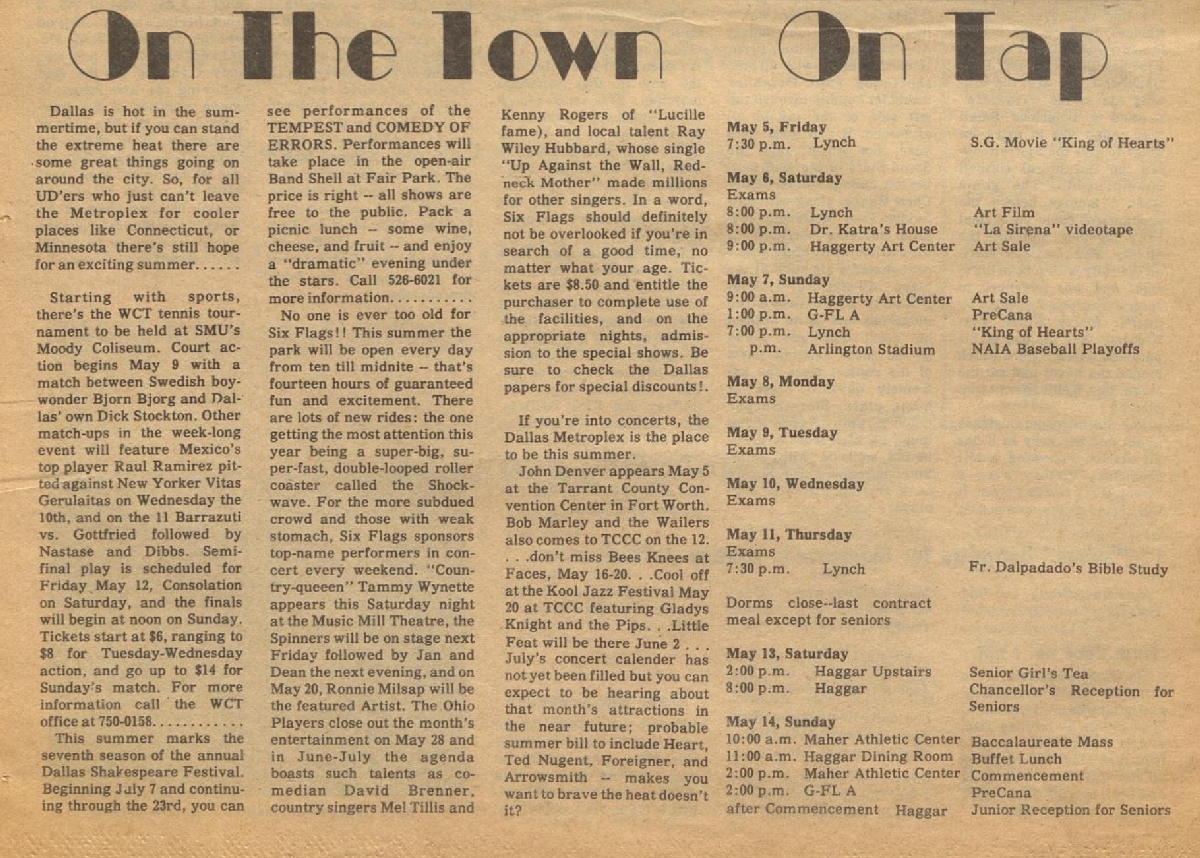 On The Town
Dallas is hot in the sum-
mertime, but if you can stand
the extreme heat there are
some great things going on
around the city. So, for all
UD'ers who just can't leave
the Metroplex for cooler
places like Connecticut, or
Minnesota there's still hope
for an exciting summer......
Starting with sports,
there's the WCT tennis tour-
nament to be held at SMU's
Moody Coliseum. Court ac-
tion begins May 9 with a
match between Swedish boy-
wonder Bjorn Bjorg and Dal-
las' own Dick Stockton. Other
match-ups in the week-long
event will feature Mexico's
top player Raul Ramirez pit-
ted against New Yorker Vitas
Gerulaitas on Wednesday the
10th, and on the 11 Barrazuti
vs. Gottfried followed by
Nastase and Dibbs. Semi-
final play is scheduled for
Friday May 12, Consolation
on Saturday, and the finals
will begin at noon on Sunday.
Tickets start at $6, ranging to
$8 for Tuesday-Wednesday
action, and go up to $14 for
Sunday's match. For more
information call the WCT
office at 750-0158...........
This summer marks the
seventh season of the annual
Dallas Shakespeare Festival.
Beginning July 7 and continu-
ing through the 23rd, you can
see performances of the
TEMPEST and COMEDY OF
ERRORS. Performances will
take place in the open-air
Band Shell at Fair Park. The
price is right -- all shows are
free to the public. Pack a
picnic lunch -- some wine,
cheese, and fruit -- and enjoy
a "dramatic" evening under
the stars. Call 526-6021 for
more information...........
No one is ever too old for
Six Flags!! This summer the
park will be open every day
from ten till midnite -- that's
fourteen hours of guaranteed
fun and excitement. There
are lots of new rides: the one
getting the most attention this
year being a super-big, su-
per-fast, double-looped roller
coaster called the Shock-
wave. For the more subdued
crowd and those with weak
stomach, Six Flags sponsors
top-name performers in con-
cert every weekend. "Coun-
try-queeen" Tammy Wynette
appears this Saturday night
at the Music Mill Theatre, the
Spinners will be on stage next
Friday followed by Jan and
Dean the next evening, and on
May 20, Ronnie Milsap will be
the featured Artist. The Ohio
Players close out the month's
entertainment on May 28 and
in June-July the agenda
boasts such talents as co-
median David Brenner,
country singers Mel Tillis and
Kenny Rogers of "Lucille
fame), and local talent Ray
Wiley Hubbard, whose single
"Up Against the Wall, Red-
neck Mother" made millions
for other singers. In a word,
Six Flags should definitely
not be overlooked if you're in
search of a good time, no
matter what your age. Tic-
kets are $8.50 and entitle the
purchaser to complete use of
the facilities, and on the
appropriate nights, admis-
sion to the special shows. Be
sure to check the Dallas
papers for special discounts!.
If you're into concerts, the
Dallas Metroplex is the place
to be this summer.
John Denver appears May 5
at the Tarrant County Con-
vention Center in Fort Worth.
Bob Marley and the Wailers
also comes to TCCC on the 12.
. . .don't miss Bees Knees at
Faces, May 16-20. . .Cool off
at the Kool Jazz Festival May
20 at TCCC featuring Gladys
Knight and the Pips. . .Little
Feat will be there June 2 . . .
July's concert calender has
not yet been filled but you can
expect to be hearing about
that month's attractions in
the near future; probable
summer bill to include Heart,
Ted Nugent, Foreigner, and
Arrowsmith -- makes you
want to brave the heat doesn't
it?
On Tap
May 5, Friday
7:30 p.m. Lynch S.G. Movie "King of Hearts"
May 6, Saturday
Exams
8:00 p.m. Lynch Art Film
8:00 p.m. Dr. Katra's House "La Sirena" videotape
9:00 p.m. Haggerty Art Center Art Sale
May 7, Sunday
9:00 a.m. Haggerty Art Center Art Sale
1:00 p.m. G-FL A PreCana
7:00 p.m. Lynch "King of Hearts"
p.m. Arlington Stadium NAIA Baseball Playoffs
May 8, Monday
Exams
May 9, Tuesday
Exams
May 10, Wednesday
Exams
May 11, Thursday
Exams
7:30 p.m. Lynch Fr. Dalpadado's Bible Study
Dorms close--last contract
meal except for seniors
May 13, Saturday
2:00 p.m. Haggar Upstairs Senior Girl's Tea
8:00 p.m. Haggar Chancellor's Reception for
Seniors
May 14, Sunday
10:00 a.m. Maher Athletic Center Baccalaureate Mass
11:00 a.m. Haggar Dining Room Buffet Lunch
2:00 p.m. Maher Athletic Center Commencement
2:00 p.m. G-FL A PreCana
after Commencement Haggar Junior Reception for Seniors